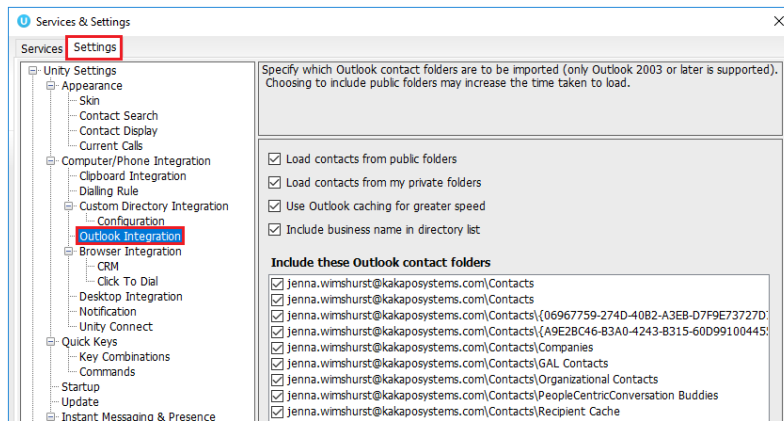 Services & Settings
Services
Settings
Unity Settings
Appearance
Skin
Contact Search
Contact Display
Current Calls
Computer/Phone Integration
Clipboard Integration
Dialling Rule
Custom Directory Integration
Configuration
Outlook Integration
Browser Integration
CRM
Click To Dial
Desktop Integration
Notification
Unity Connect
Quick Keys
Key Combinations
Commands
Startup
Update
Instant Messaging & Presence
Specify which Outlook contact folders are to be imported (only Outlook 2003 or later is supported).
Choosing to include public folders may increase the time taken to load.
Load contacts from public folders
Load contacts from my private folders
Use Outlook caching for greater speed
Include business name in directory list
Include these Outlook contact folders
jenna.wimshurst@kakaposystems.com\Contacts
jenna.wimshurst@kakaposystems.com\Contacts
jenna.wimshurst@kakaposystems.com\Contacts\{06967759-274D-40B2-A3EB-D7F9E73727D
jenna.wimshurst@kakaposystems.com\Contacts\{A9E2BC46-B3A0-4243-B315-60D9910044
jenna.wimshurst@kakaposystems.com\Contacts\Companies
jenna.wimshurst@kakaposystems.com\Contacts\GAL Contacts
jenna.wimshurst@kakaposystems.com\Contacts\Organizational Contacts
jenna.wimshurst@kakaposystems.com\Contacts\PeopleCentricConversation Buddies
jenna.wimshurst@kakaposystems.com\Contacts\Recipient Cache